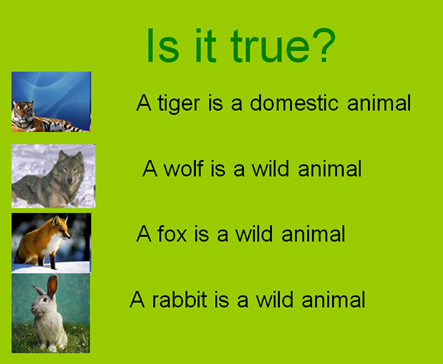 Is it true?
A tiger is a domestic animal
A wolf is a wild animal
A fox is a wild animal
A rabbit is a wild animal